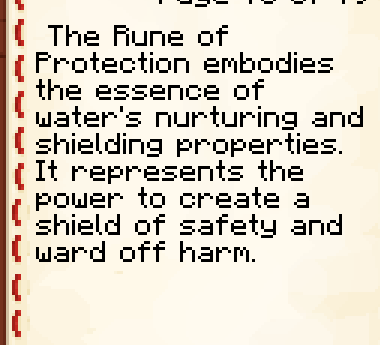 The Rune of
Protection embodies
the essence of
water's nurturing and
shielding properties.
It represents the
power to create a
shield of safety and
ward off harm.